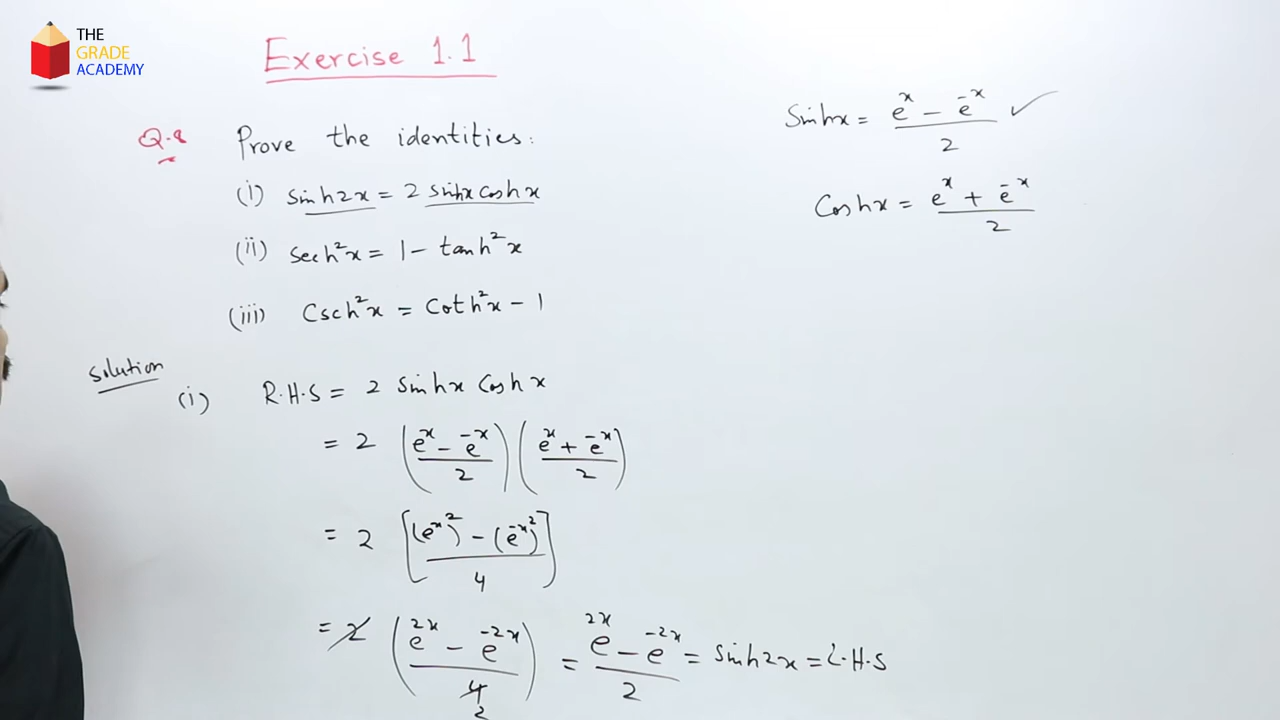 THE
GRADE
ACADEMY
Exercise 1.1
Q.8 Prove the identities:
(i) sinh2x = 2 sinhx coshx
(ii) sech²x = 1 - tanh²x
(iii) Csch²x = Coth²x - 1
Sinhx = (e^x - e^-x)/2 ✓
Coshx = (e^x + e^-x)/2
Solution
(i) R.H.S = 2 Sinhx Coshx
= 2 ((e^x - e^-x)/2) ((e^x + e^-x)/2)
= 2 [((e^x)² - (e^-x)²)/4]
= 2 ((e^2x - e^-2x)/4) 2 = (e^2x - e^-2x)/2 = Sinh2x = L.H.S